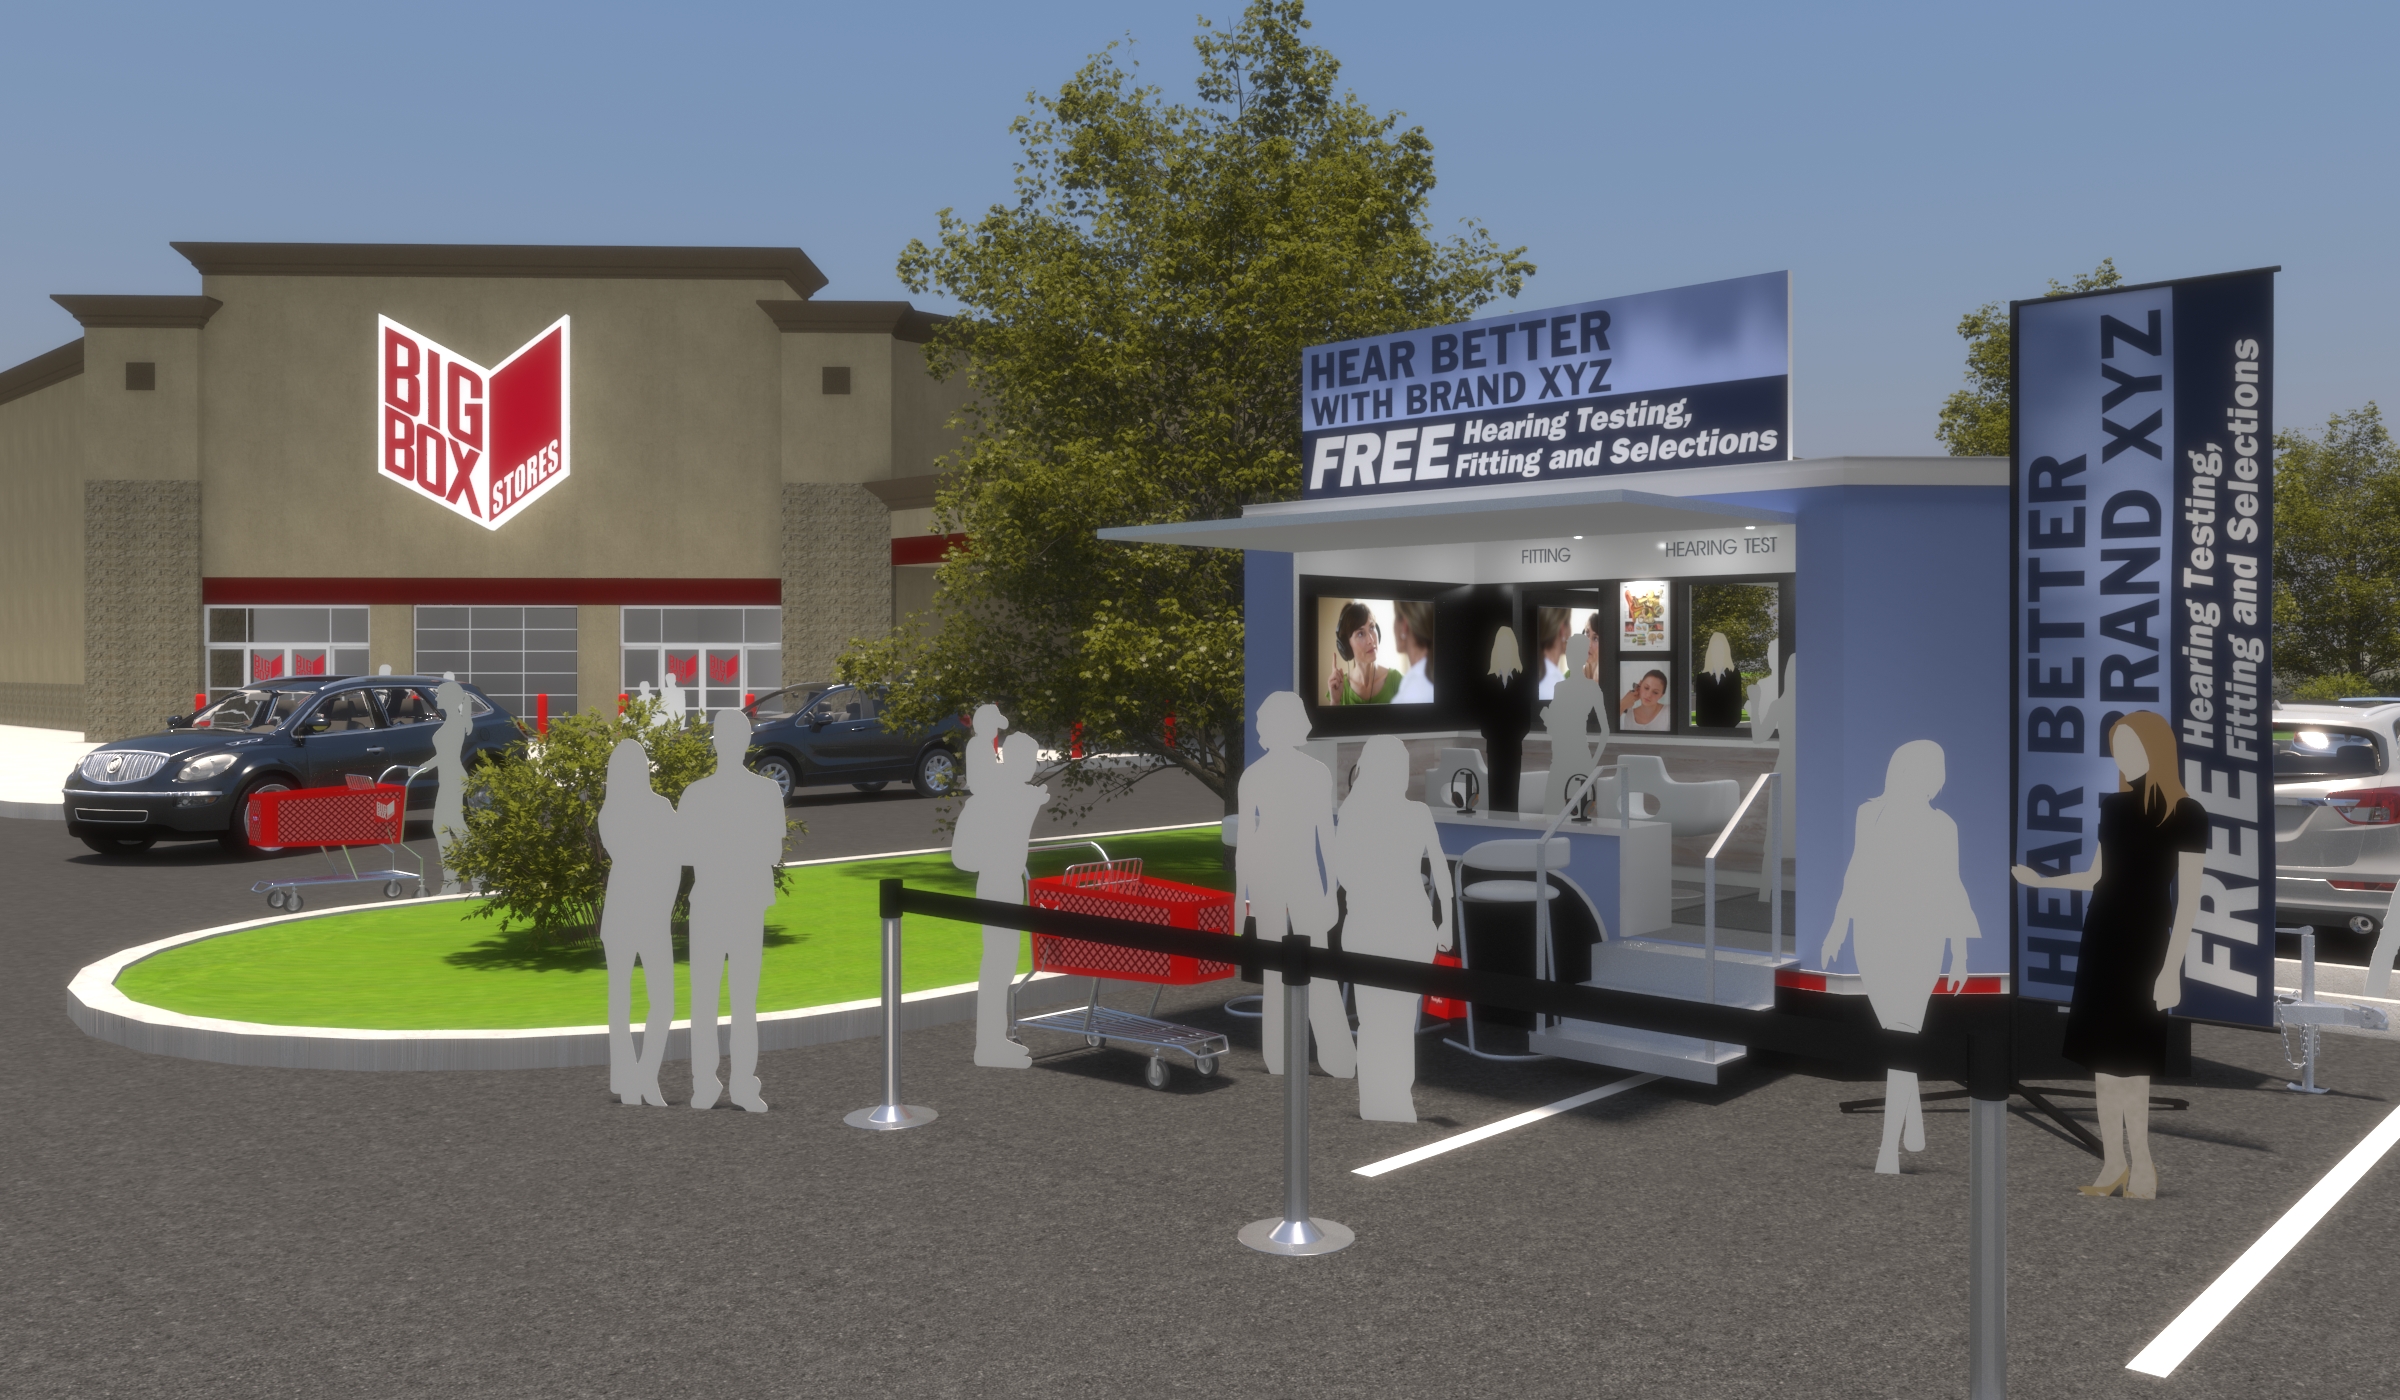 BIG
BOX
STORES
HEAR BETTER
WITH BRAND XYZ
FREE Hearing Testing,
Fitting and Selections
FITTING
HEARING TEST
HEAR BETTER
BRAND XYZ
FREE Hearing Testing,
Fitting and Selections